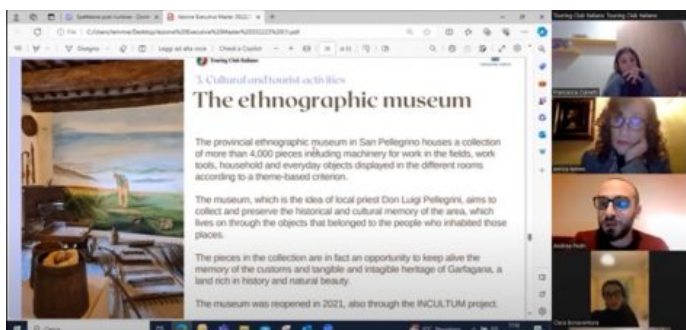 Touring Club Italiano Touring Club Italiano
Disegno
Leggi ad alta voce
Chiedi a Copilot
Touring Club Italiano
3. Cultural and tourist activities
The ethnographic museum
The provincial ethnographic museum in San Pellegrino houses a collection
of more than 4,000 pieces including machinery for work in the fields, work
tools, household and everyday objects displayed in the different rooms
according to a theme-based criterion.
The museum, which is the idea of local priest Don Luigi Pellegrini, aims to
collect and preserve the historical and cultural memory of the area, which
lives on through the objects that belonged to the people who inhabited those
places.
The pieces in the collection are in fact an opportunity to keep alive the
memory of the customs and tangible and intagible heritage of Garfagana, a
land rich in history and natural beauty.
The museum was reopened in 2021, also through the INCULTUM project.